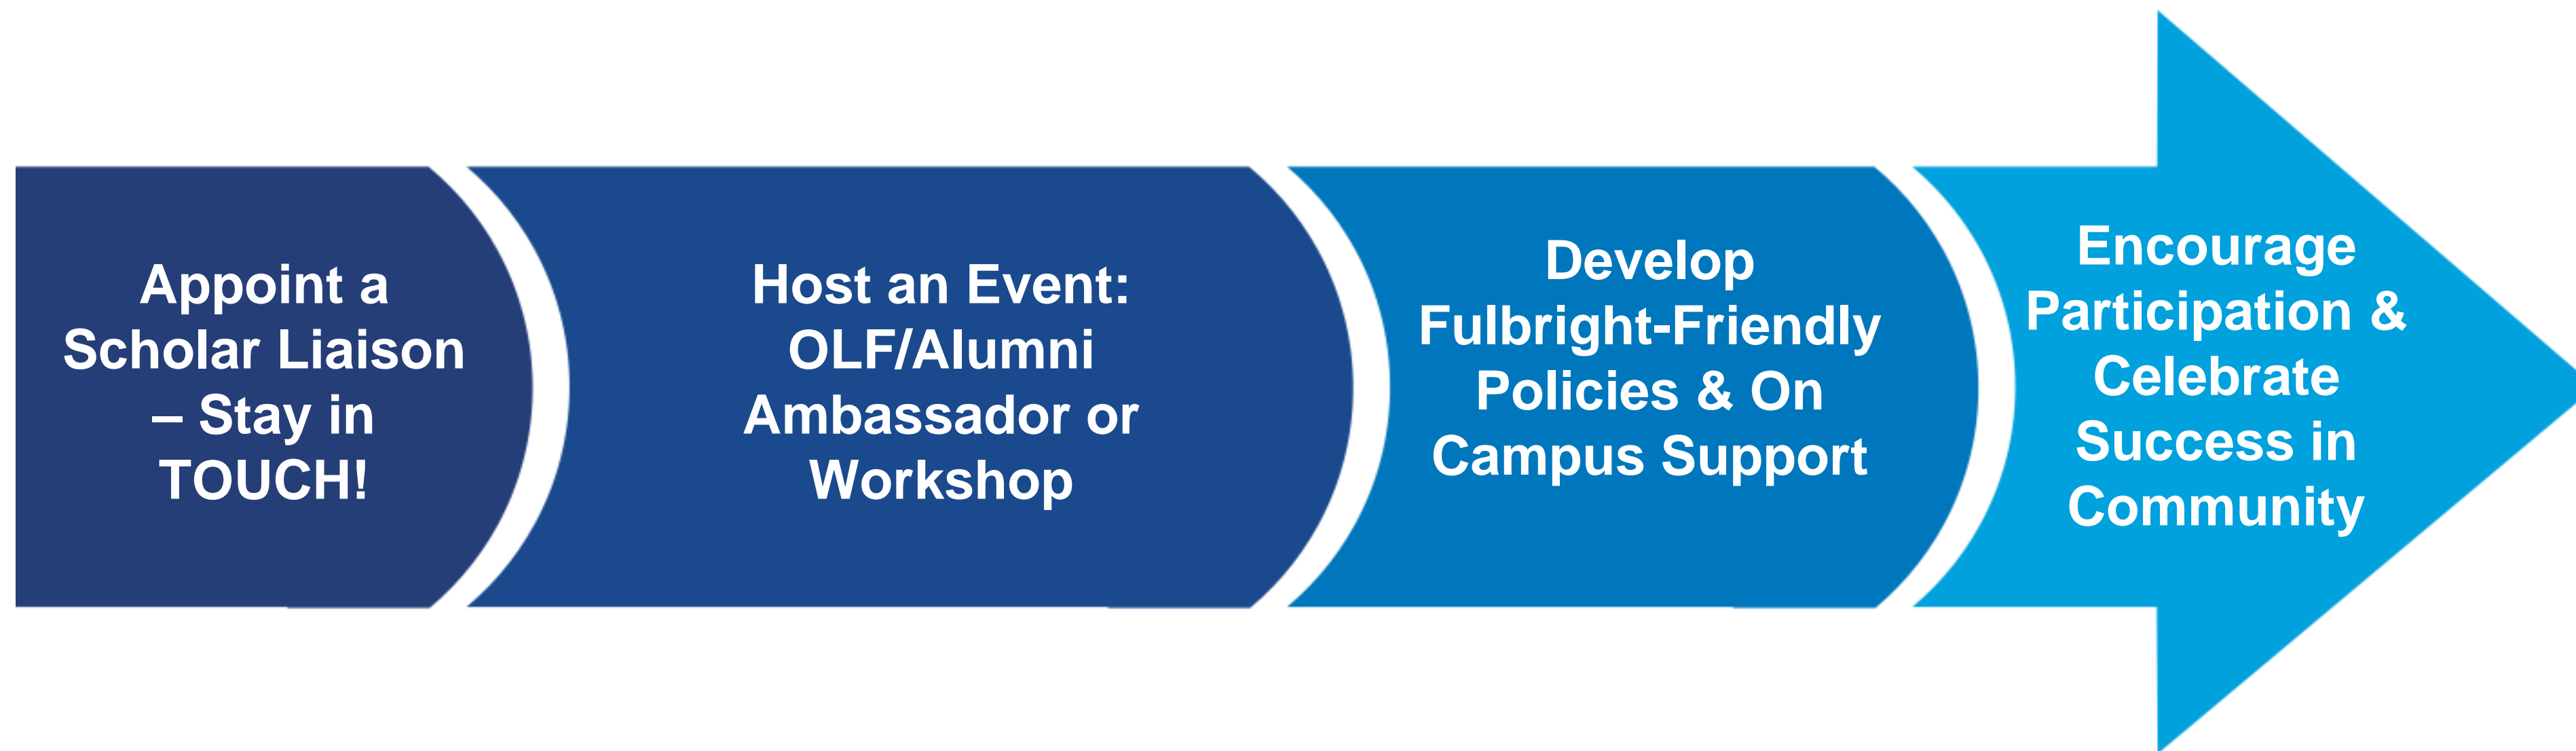 Appoint a
Scholar Liaison
– Stay in
TOUCH!
Host an Event:
OLF/Alumni
Ambassador or
Workshop
Develop
Fulbright-Friendly
Policies & On
Campus Support
Encourage
Participation &
Celebrate
Success in
Community